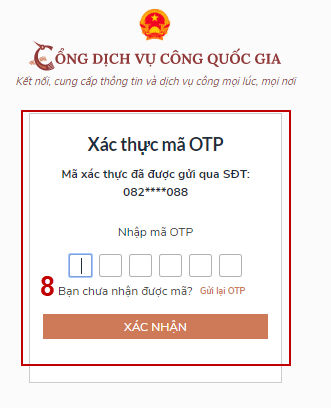 CỔNG DỊCH VỤ CÔNG QUỐC GIA
Kết nối, cung cấp thông tin và dịch vụ công mọi lúc, mọi nơi
Xác thực mã OTP
Mã xác thực đã được gửi qua SĐT:
082****088
Nhập mã OTP
8
Bạn chưa nhận được mã? Gửi lại OTP
XÁC NHẬN